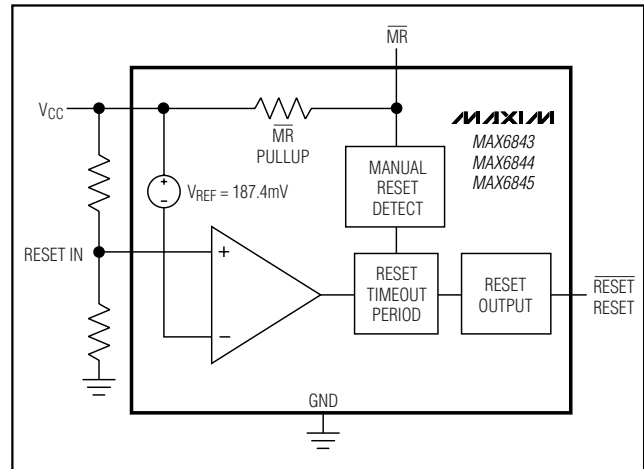 MR
VCC
MR
PULLUP
MAXIM
MAX6843
MAX6844
MAX6845
+
-
VREF = 187.4mV
MANUAL
RESET
DETECT
RESET IN
+
−
RESET
TIMEOUT
PERIOD
RESET
OUTPUT
RESET
RESET
GND